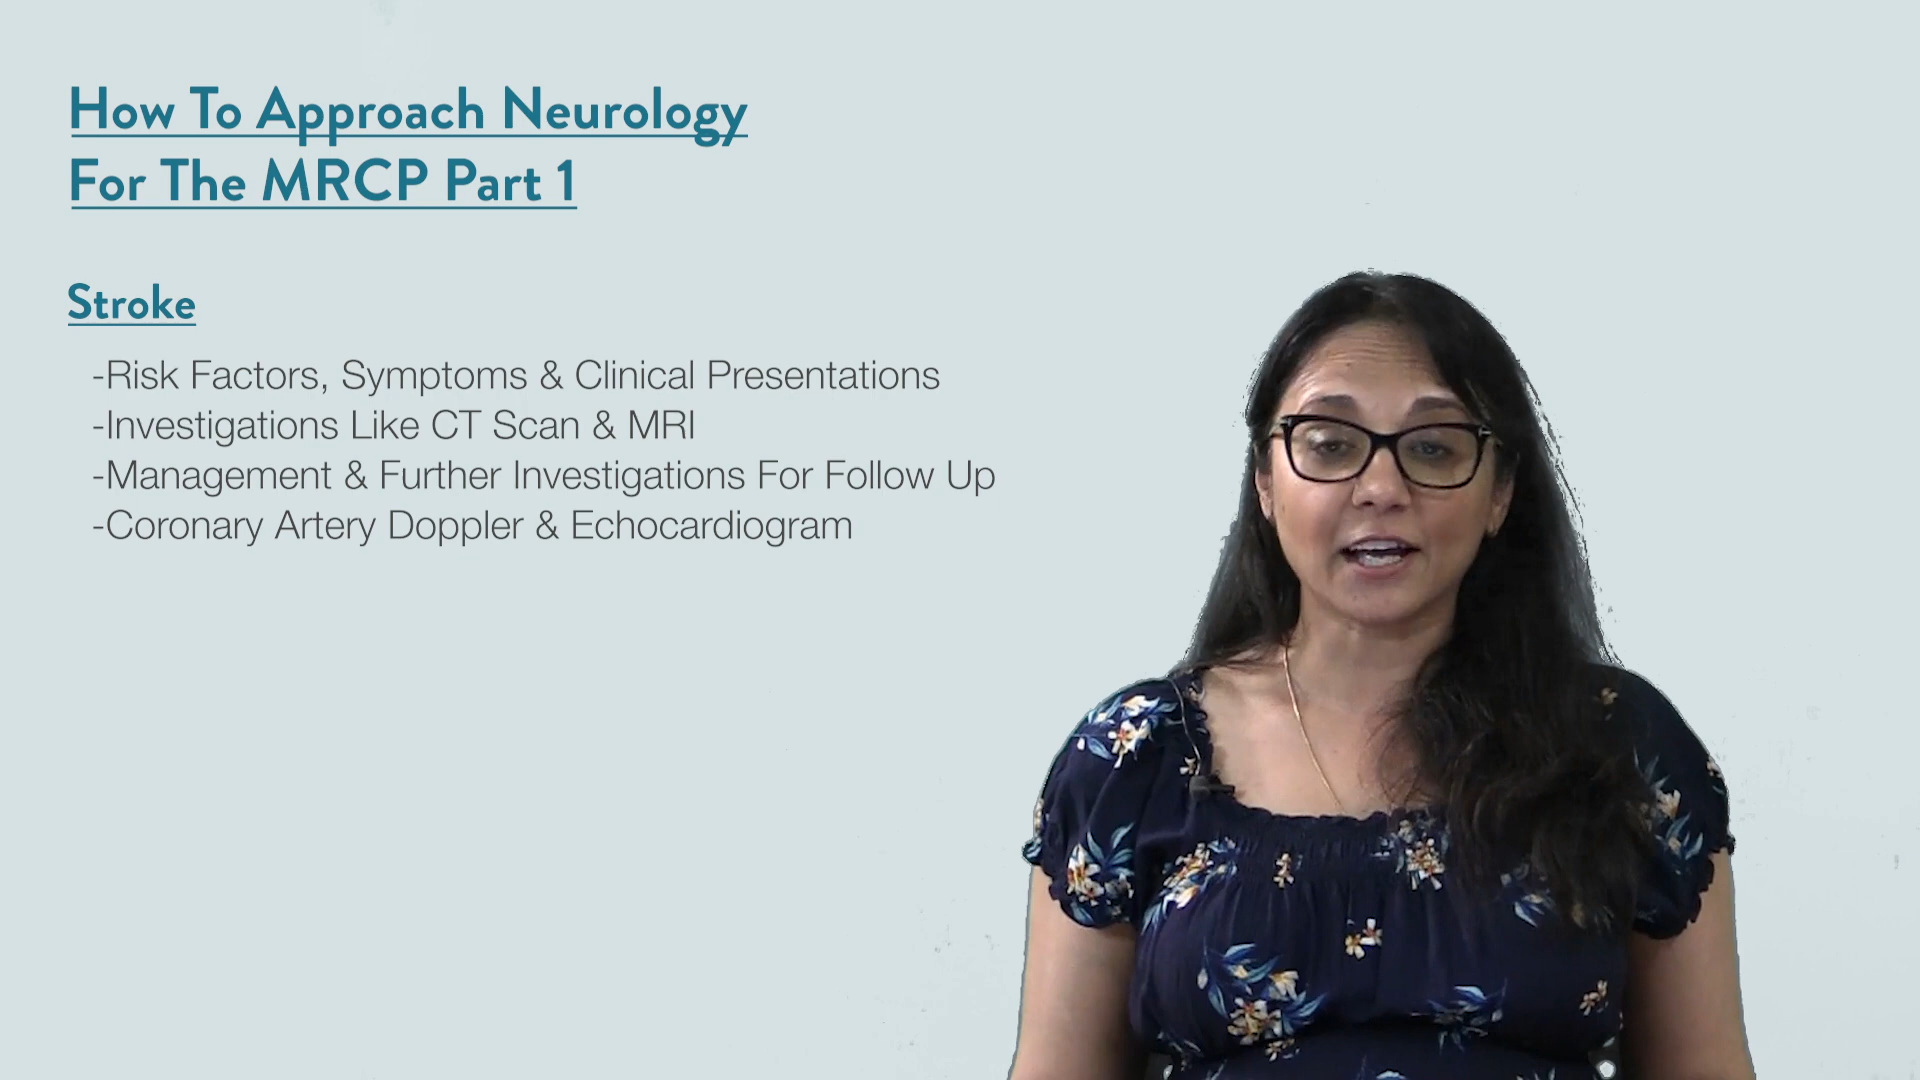 How To Approach Neurology
For The MRCP Part 1
Stroke
-Risk Factors, Symptoms & Clinical Presentations
-Investigations Like CT Scan & MRI
-Management & Further Investigations For Follow Up
-Coronary Artery Doppler & Echocardiogram